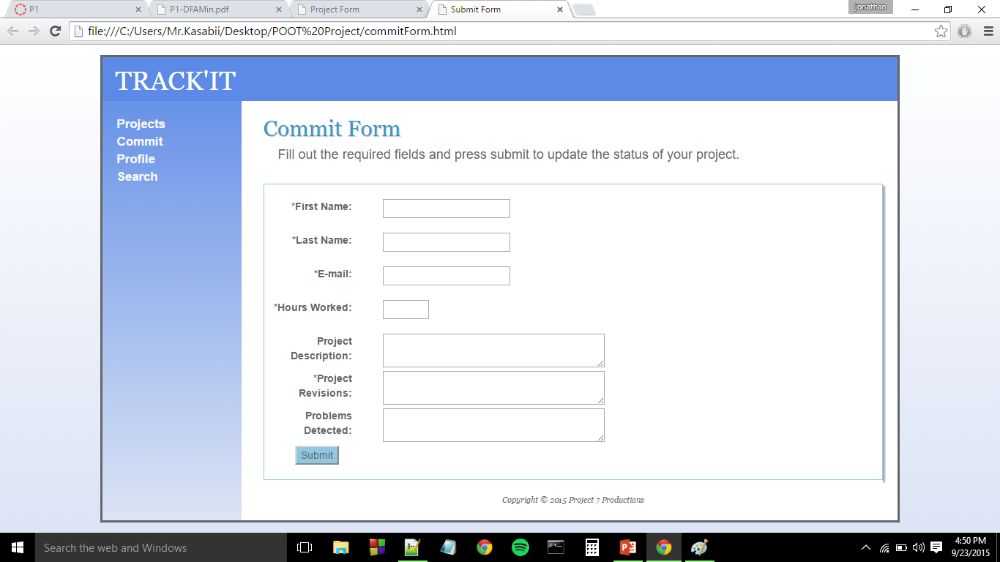 P1
P1-DFAMin.pdf
Project Form
Submit Form
jonathan
file:///C:/Users/Mr.Kasabii/Desktop/POOT%20Project/commitForm.html
TRACK'IT
Projects
Commit
Profile
Search
Commit Form
Fill out the required fields and press submit to update the status of your project.
*First Name:
*Last Name:
*E-mail:
*Hours Worked:
Project
Description:
*Project
Revisions:
Problems
Detected:
Submit
Copyright © 2015 Project 7 Productions
Search the web and Windows
4:50 PM
9/23/2015